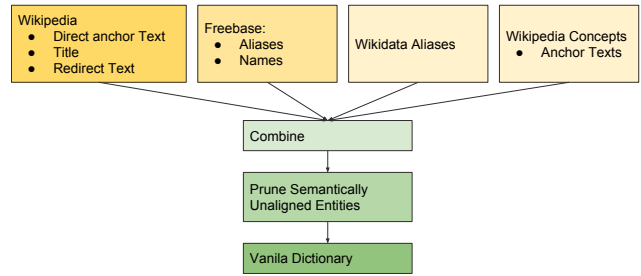 Wikipedia
● Direct anchor Text
● Title
● Redirect Text
Freebase:
● Aliases
● Names
Wikidata Aliases
Wikipedia Concepts
● Anchor Texts
Combine
Prune Semantically
Unaligned Entities
Vanila Dictionary